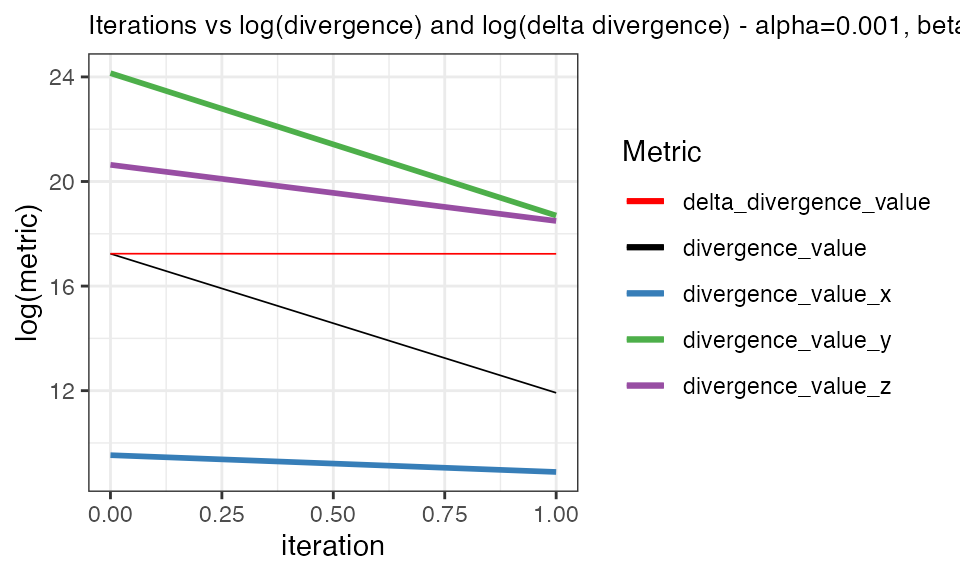 Iterations vs log(divergence) and log(delta divergence) - alpha=0.001, beta
24
20
16
12
log(metric)
0.00 0.25 0.50 0.75 1.00
iteration
Metric
delta_divergence_value
divergence_value
divergence_value_x
divergence_value_y
divergence_value_z